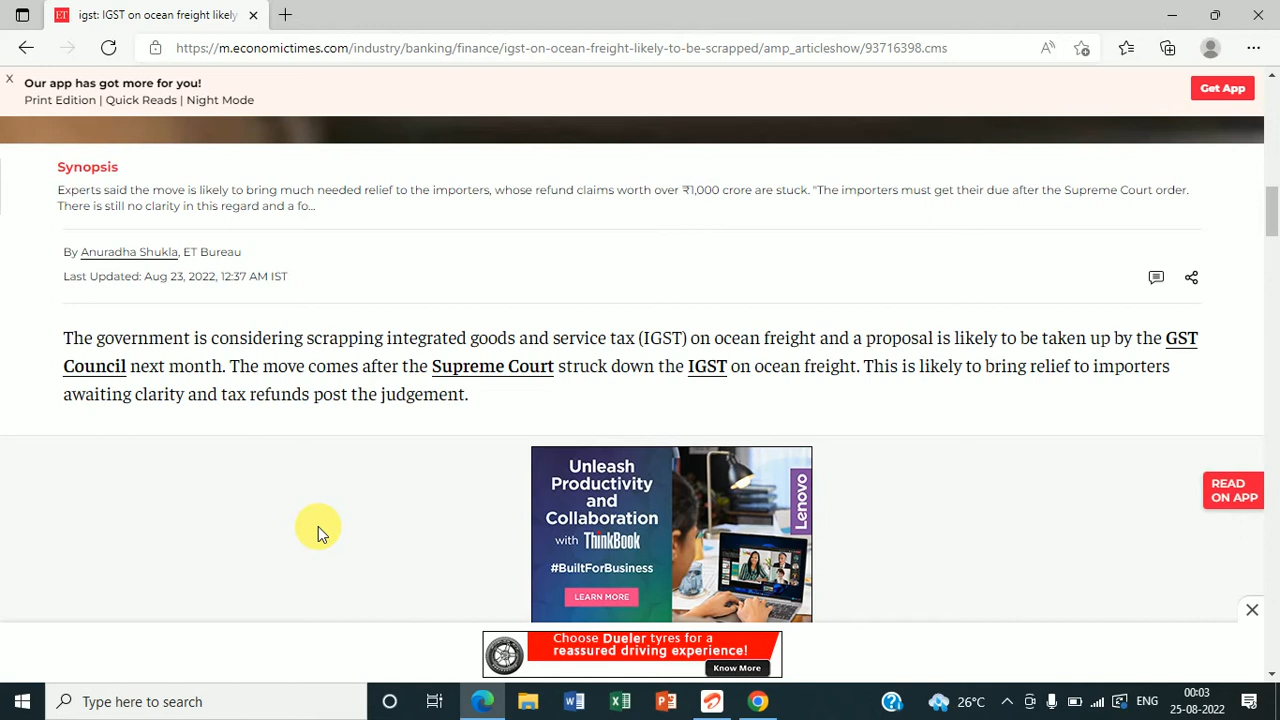 igst: IGST on ocean freight likely
https://m.economictimes.com/industry/banking/finance/igst-on-ocean-freight-likely-to-be-scrapped/amp_articleshow/93716398.cms
X Our app has got more for you!
Print Edition | Quick Reads | Night Mode
Get App
Synopsis
Experts said the move is likely to bring much needed relief to the importers, whose refund claims worth over ₹1,000 crore are stuck. "The importers must get their due after the Supreme Court order.
There is still no clarity in this regard and a fo...
By Anuradha Shukla, ET Bureau
Last Updated: Aug 23, 2022, 12:37 AM IST
The government is considering scrapping integrated goods and service tax (IGST) on ocean freight and a proposal is likely to be taken up by the GST
Council next month. The move comes after the Supreme Court struck down the IGST on ocean freight. This is likely to bring relief to importers
awaiting clarity and tax refunds post the judgement.
Unleash
Productivity
and
Collaboration
with ThinkBook
#BuiltForBusiness
LEARN MORE
Lenovo
READ
ON APP
Choose Dueler tyres for a
reassured driving experience!
Know More
Type here to search
26°C
ENG
00:03
25-08-2022